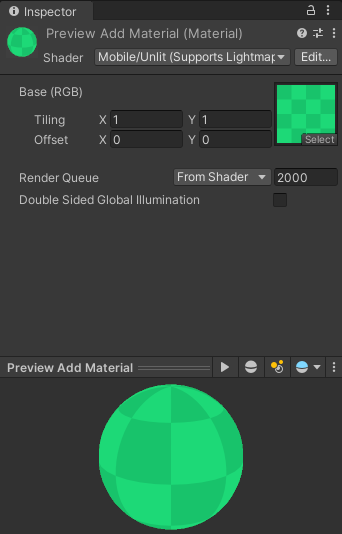 Inspector
Preview Add Material (Material)
Shader Mobile/Unlit (Supports Lightmap Edit...
Base (RGB)
Tiling X 1 Y 1
Offset X 0 Y 0
Select
Render Queue From Shader 2000
Double Sided Global Illumination
Preview Add Material